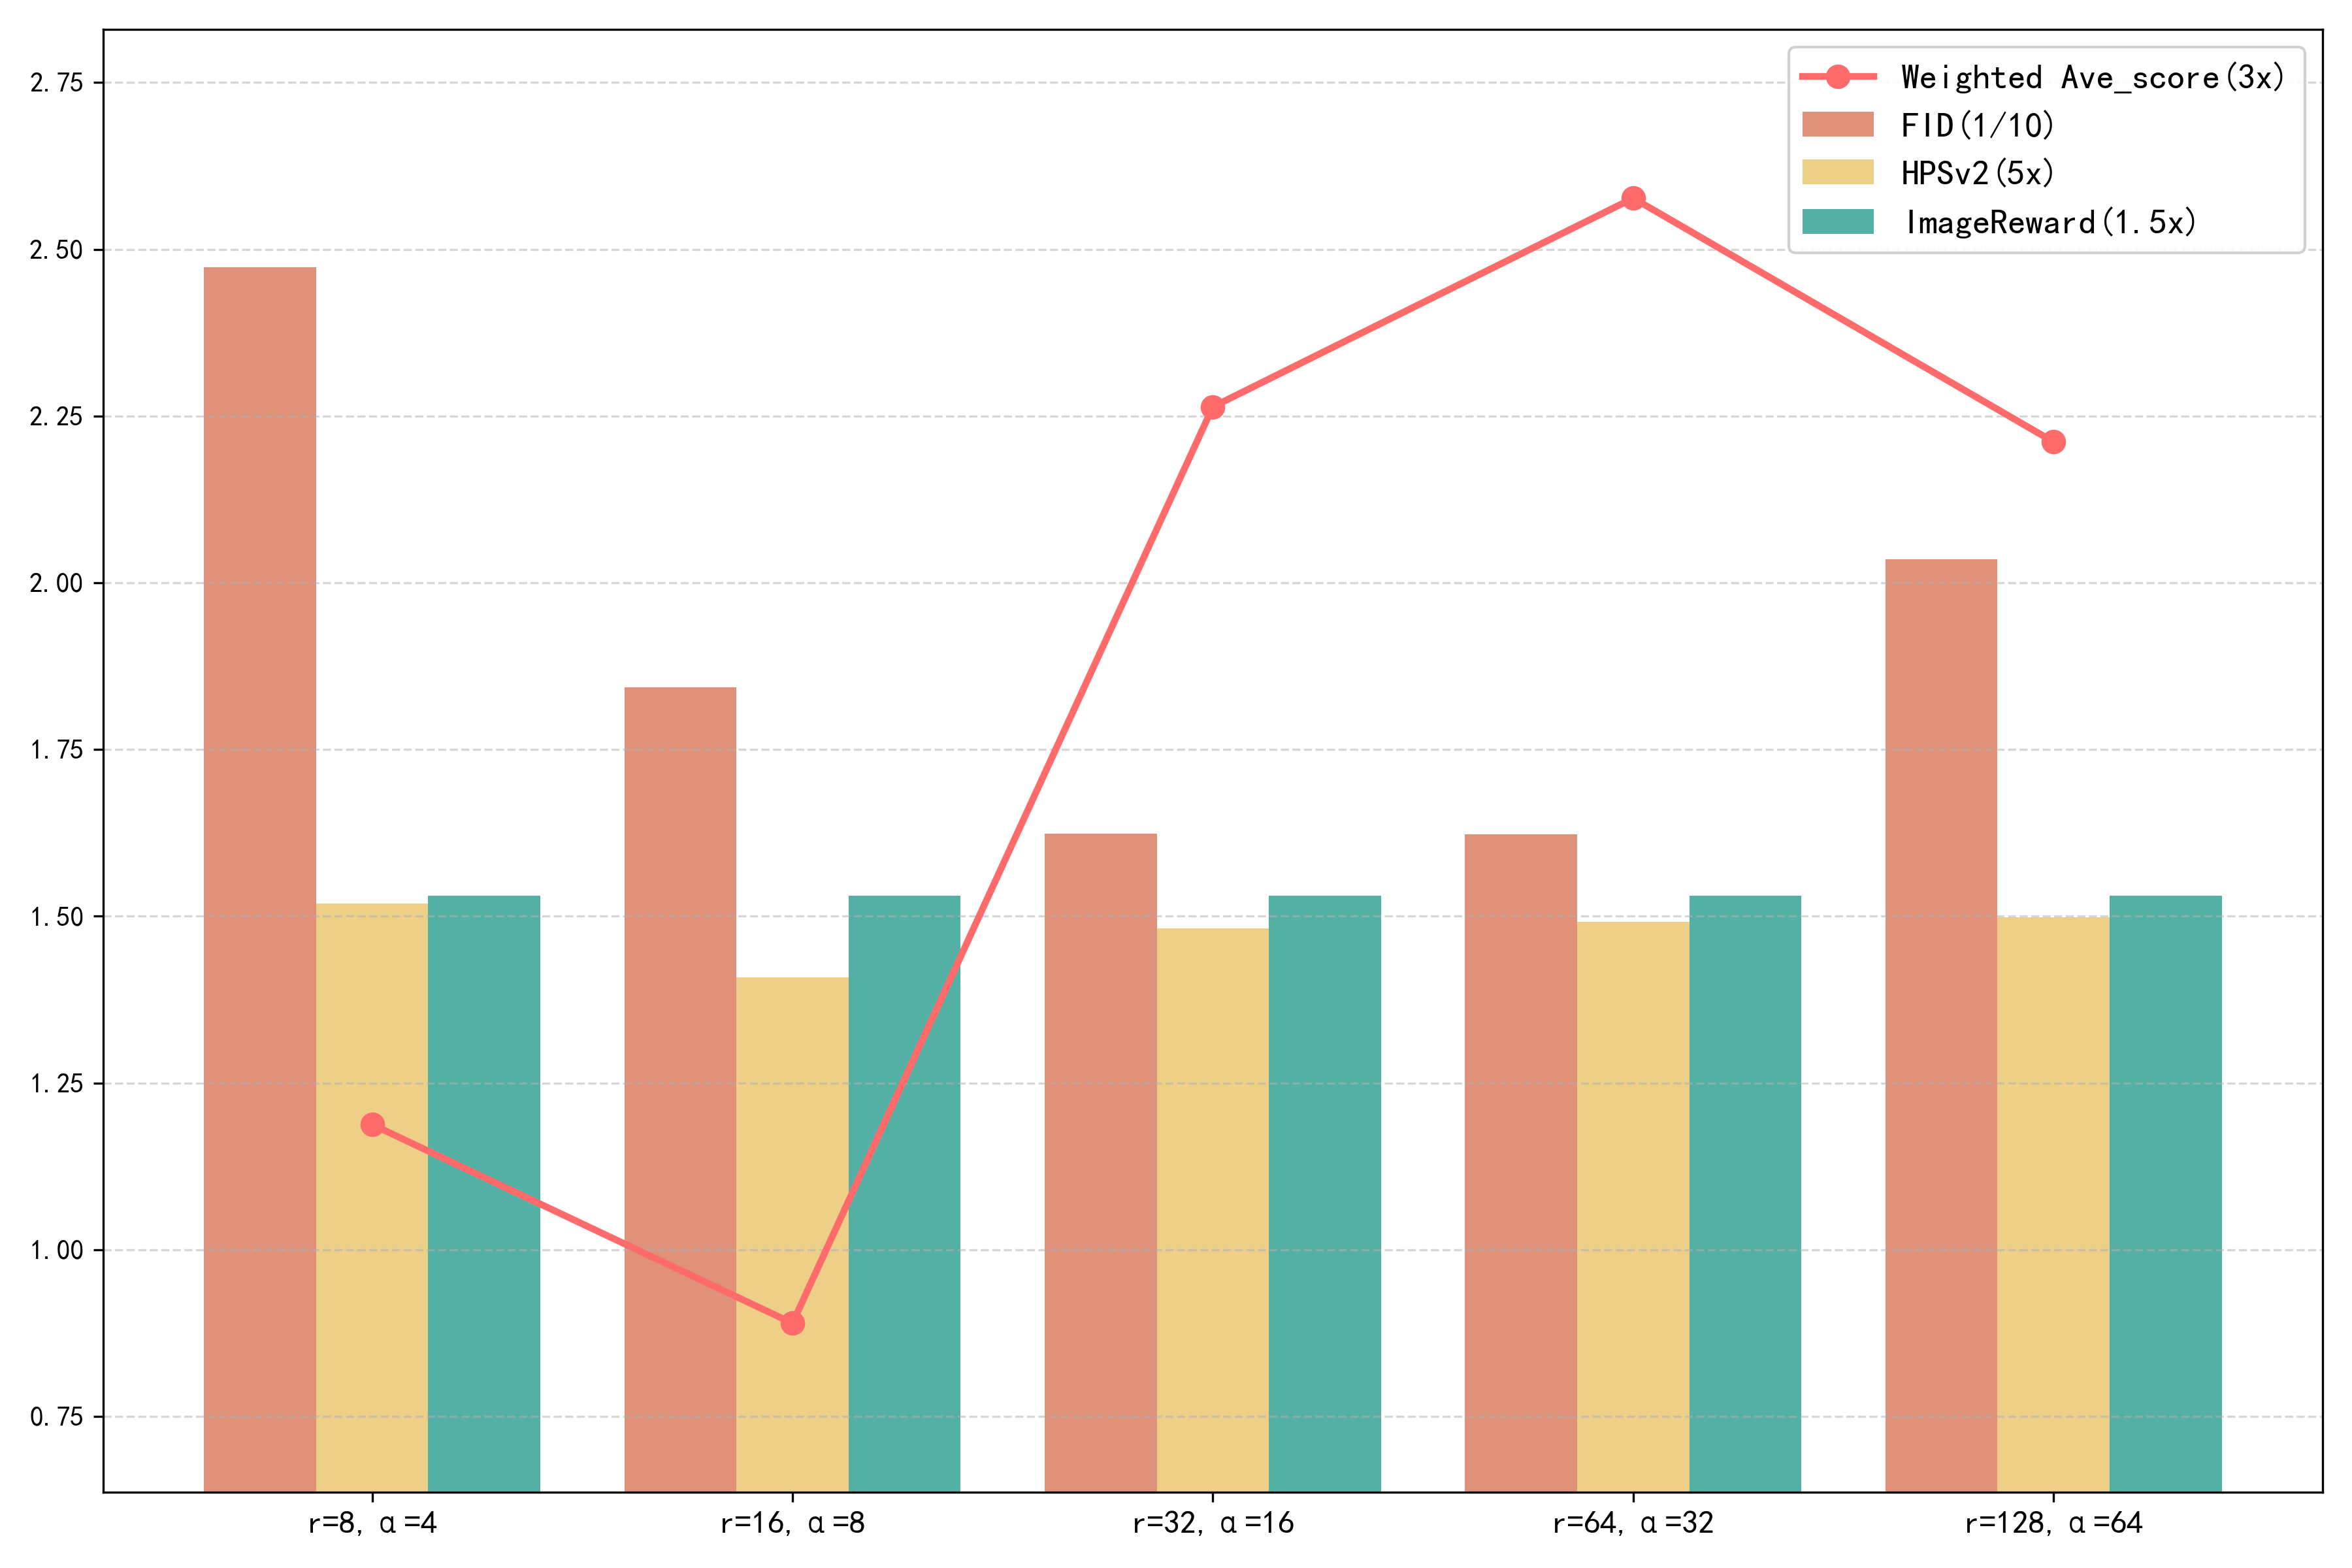 Weighted Ave_score(3x)
FID(1/10)
HPSv2(5x)
ImageReward(1.5x)
2.75
2.50
2.25
2.00
1.75
1.50
1.25
1.00
0.75
r=8, α=4
r=16, α=8
r=32, α=16
r=64, α=32
r=128, α=64